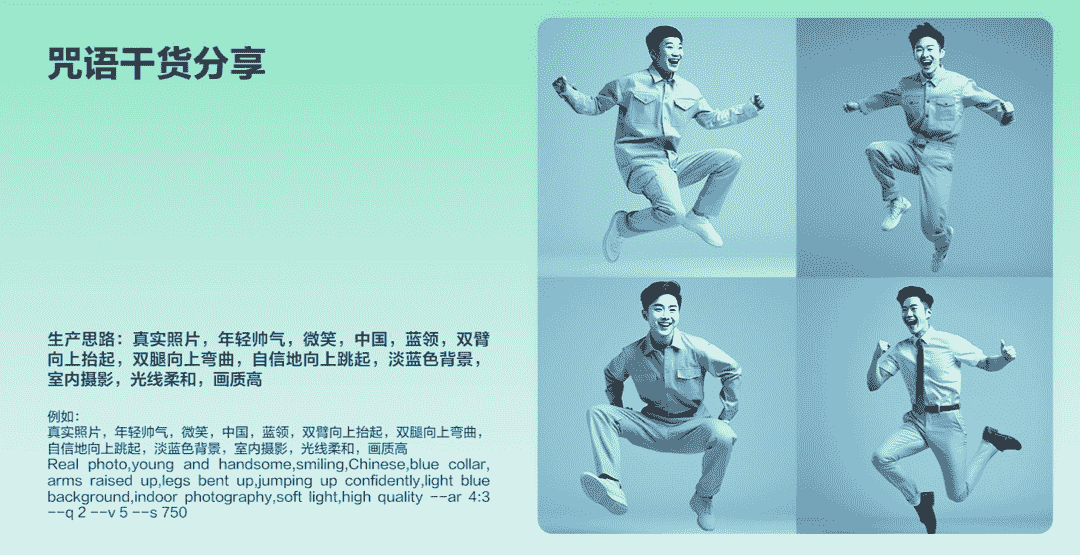 咒语干货分享
生产思路：真实照片，年轻帅气，微笑，中国，蓝领，双臂
向上抬起，双腿向上弯曲，自信地向上跳起，淡蓝色背景，
室内摄影，光线柔和，画质高
例如：
真实照片，年轻帅气，微笑，中国，蓝领，双臂向上抬起，双腿向上弯曲，
自信地向上跳起，淡蓝色背景，室内摄影，光线柔和，画质高
Real photo,young and handsome,smiling,Chinese,blue collar,
arms raised up,legs bent up,jumping up confidently,light blue
background,indoor photography,soft light,high quality --ar 4:3
--q 2 --v 5 --s 750